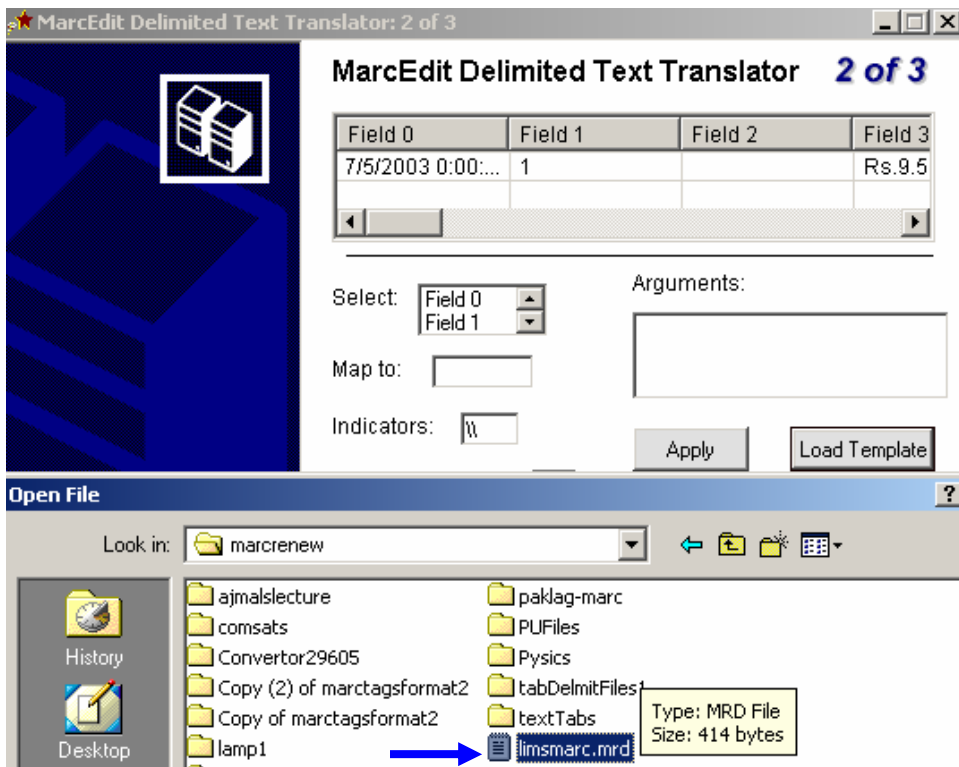 MarcEdit Delimited Text Translator: 2 of 3
MarcEdit Delimited Text Translator 2 of 3
Field 0 Field 1 Field 2 Field 3
7/5/2003 0:00:... 1 Rs.9.5
Select: Field 0
Field 1
Arguments:
Map to:
Indicators: \\
Apply Load Template
Open File ?
Look in: marcrenew
History
Desktop
ajmalslecture
comsats
Convertor29605
Copy (2) of marctagsformat2
Copy of marctagsformat2
lamp1
paklag-marc
PUFiles
Pysics
tabDelmitFiles1
textTabs
limsmarc.mrd
Type: MRD File
Size: 414 bytes